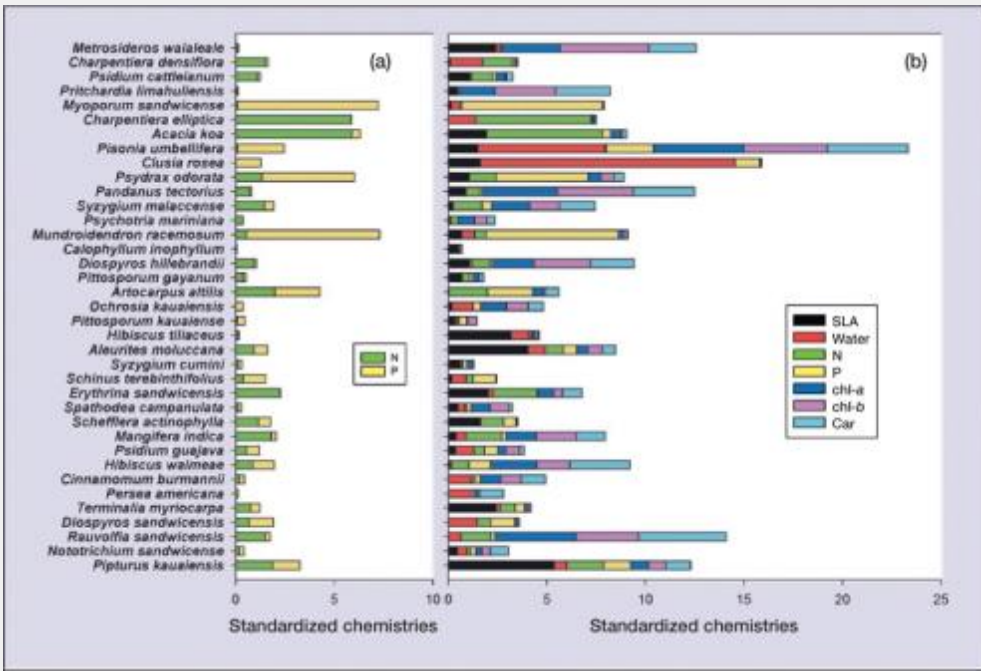 (a)
(b)
Metrosideros waialeale
Charpentiera densiflora
Psidium cattleianum
Pritchardia limahuliensis
Myoporum sandwicense
Charpentiera elliptica
Acacia koa
Pisonia umbellifera
Clusia rosea
Psydrax odorata
Pandanus tectorius
Syzygium malaccense
Psychotria mariniana
Mundroidendron racemosum
Calophyllum inophyllum
Diospyros hillebrandii
Pittosporum gayanum
Artocarpus altilis
Ochrosia kauaiensis
Pittosporum kauaiense
Hibiscus tiliaceus
Aleurites moluccana
Syzygium cumini
Schinus terebinthifolius
Erythrina sandwicensis
Spathodea campanulata
Schefflera actinophylla
Mangifera indica
Psidium guajava
Hibiscus waimeae
Cinnamomum burmannii
Persea americana
Terminalia myriocarpa
Diospyros sandwicensis
Rauvolfia sandwicensis
Nototrichium sandwicense
Pipturus kauaiensis
N
P
SLA
Water
N
P
chl-a
chl-b
Car
0 5 10
0 5 10 15 20 25
Standardized chemistries
Standardized chemistries